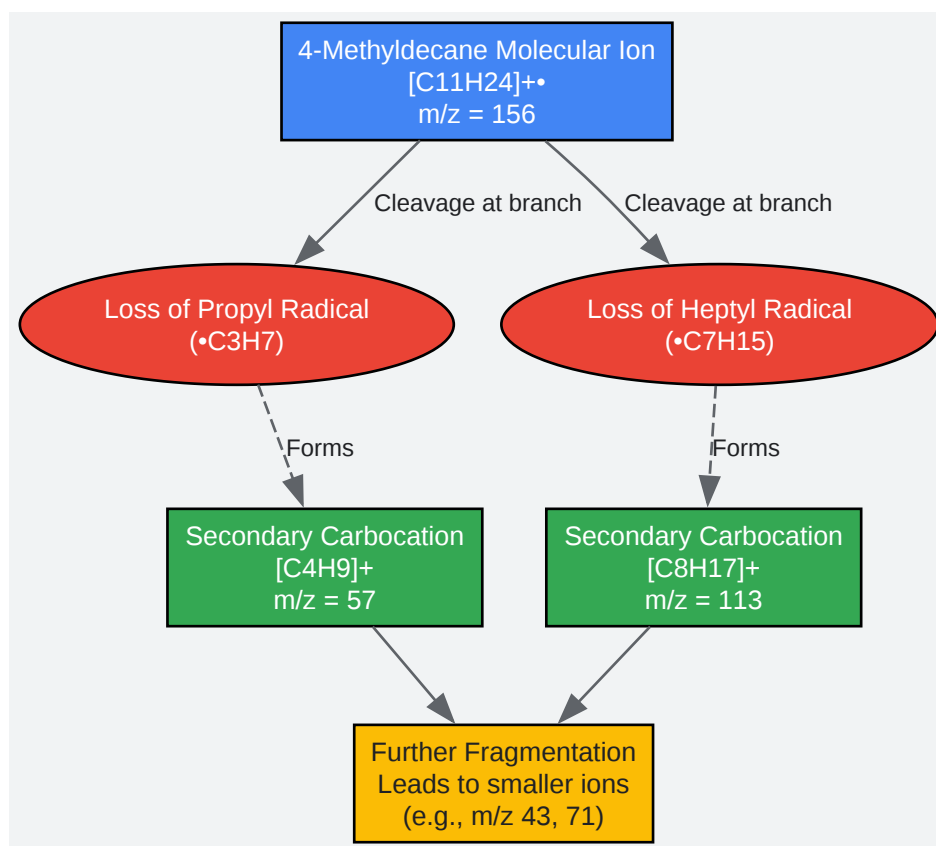 4-Methyldecane Molecular Ion
[C11H24]+•
m/z = 156
Cleavage at branch
Cleavage at branch
Loss of Propyl Radical
(•C3H7)
Loss of Heptyl Radical
(•C7H15)
Forms
Forms
Secondary Carbocation
[C4H9]+
m/z = 57
Secondary Carbocation
[C8H17]+
m/z = 113
Further Fragmentation
Leads to smaller ions
(e.g., m/z 43, 71)